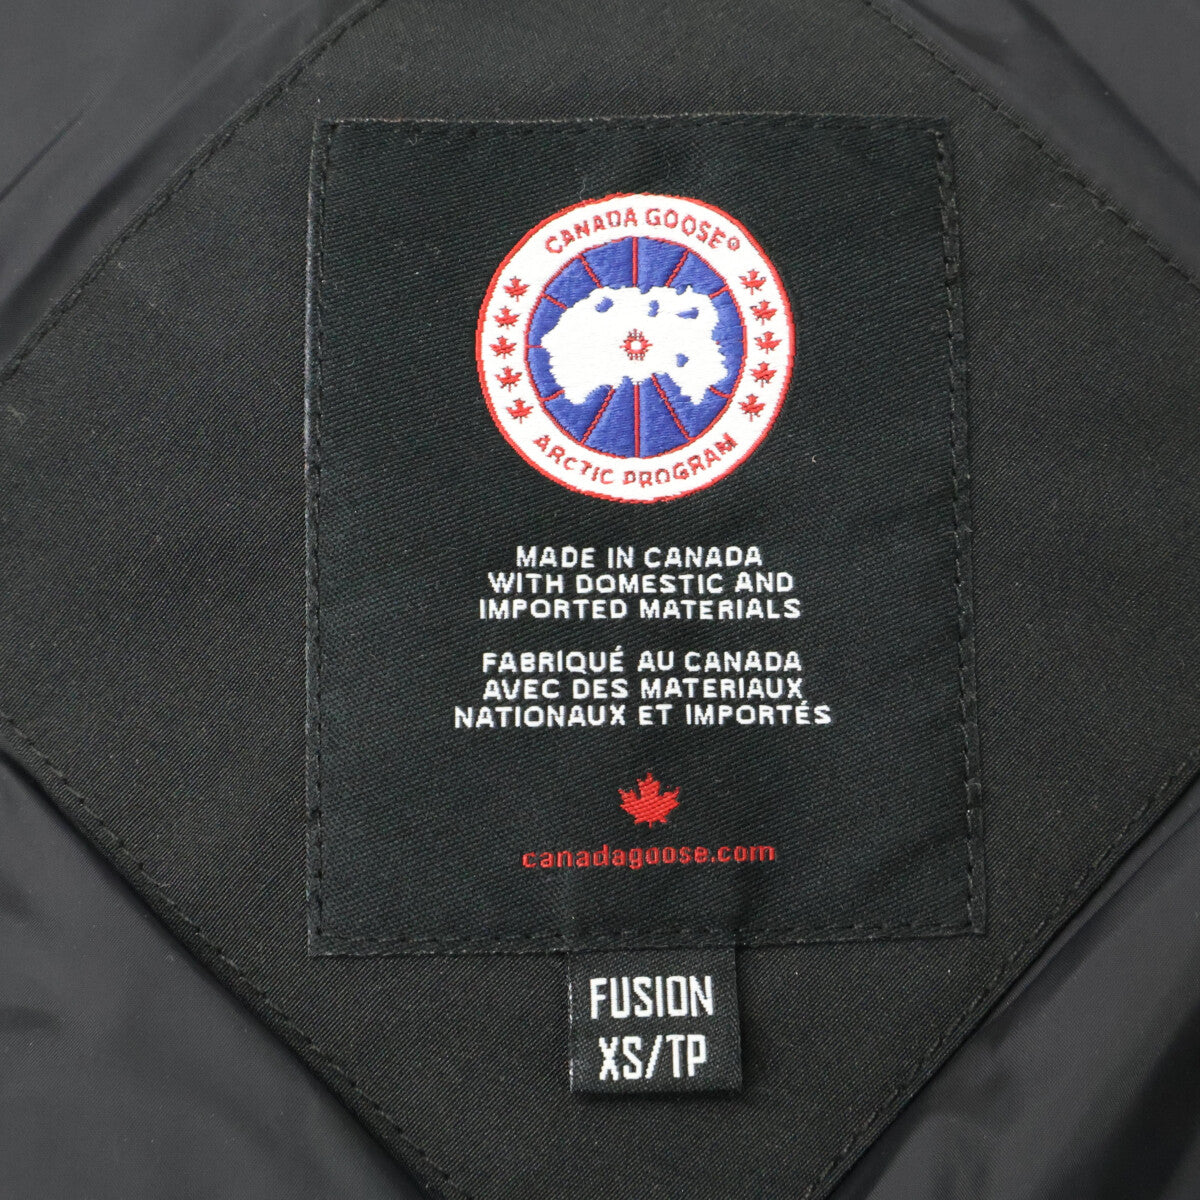 CANADA GOOSE®
ARCTIC PROGRAM
MADE IN CANADA
WITH DOMESTIC AND
IMPORTED MATERIALS
FABRIQUÉ AU CANADA
AVEC DES MATERIAUX
NATIONAUX ET IMPORTÉS
canadagoose.com
FUSION
XS/TP